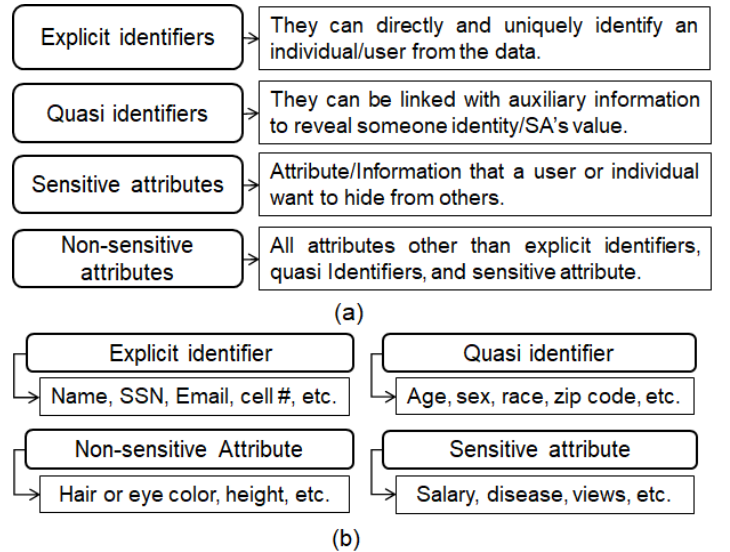 Explicit identifiers
They can directly and uniquely identify an
individual/user from the data.
Quasi identifiers
They can be linked with auxiliary information
to reveal someone identity/SA's value.
Sensitive attributes
Attribute/Information that a user or individual
want to hide from others.
Non-sensitive
attributes
All attributes other than explicit identifiers,
quasi Identifiers, and sensitive attribute.
(a)
Explicit identifier
Name, SSN, Email, cell #, etc.
Quasi identifier
Age, sex, race, zip code, etc.
Non-sensitive Attribute
Hair or eye color, height, etc.
Sensitive attribute
Salary, disease, views, etc.
(b)